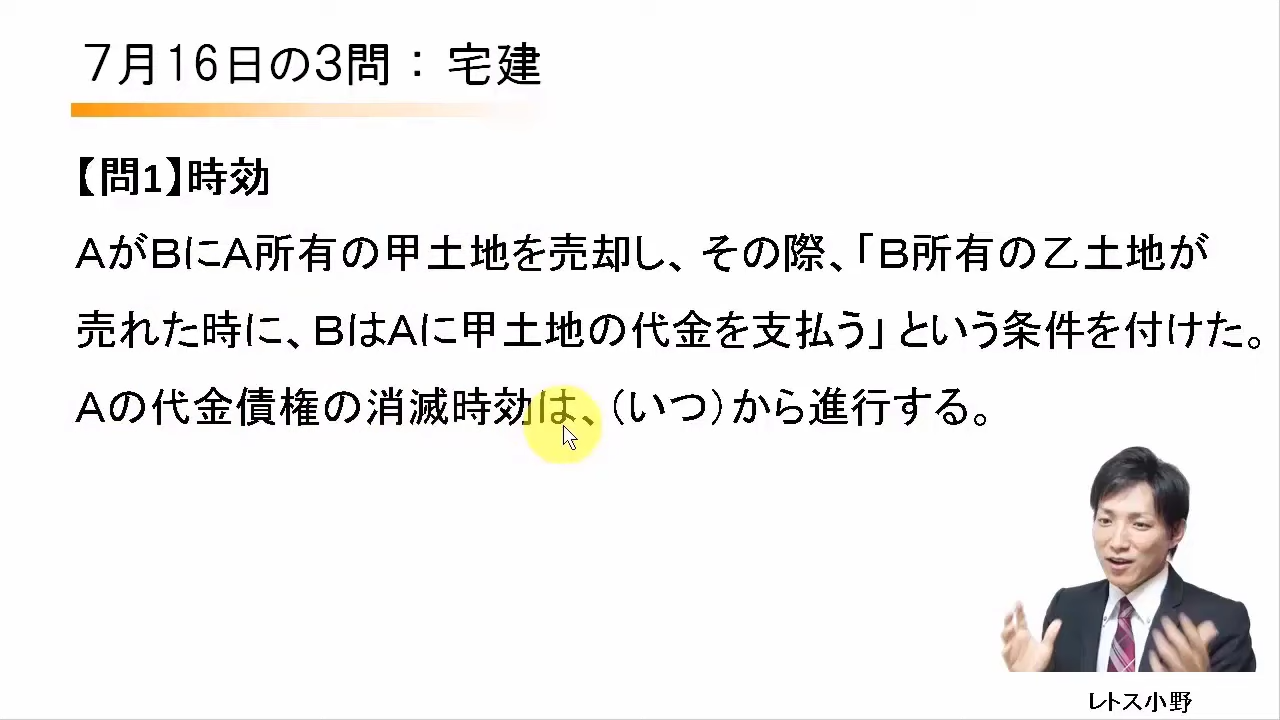 7月16日の3問：宅建
【問1】時効
AがBにA所有の甲土地を売却し、その際、「B所有の乙土地が
売れた時に、BはAに甲土地の代金を支払う」という条件を付けた。
Aの代金債権の消滅時効は、（いつ）から進行する。
レトス小野